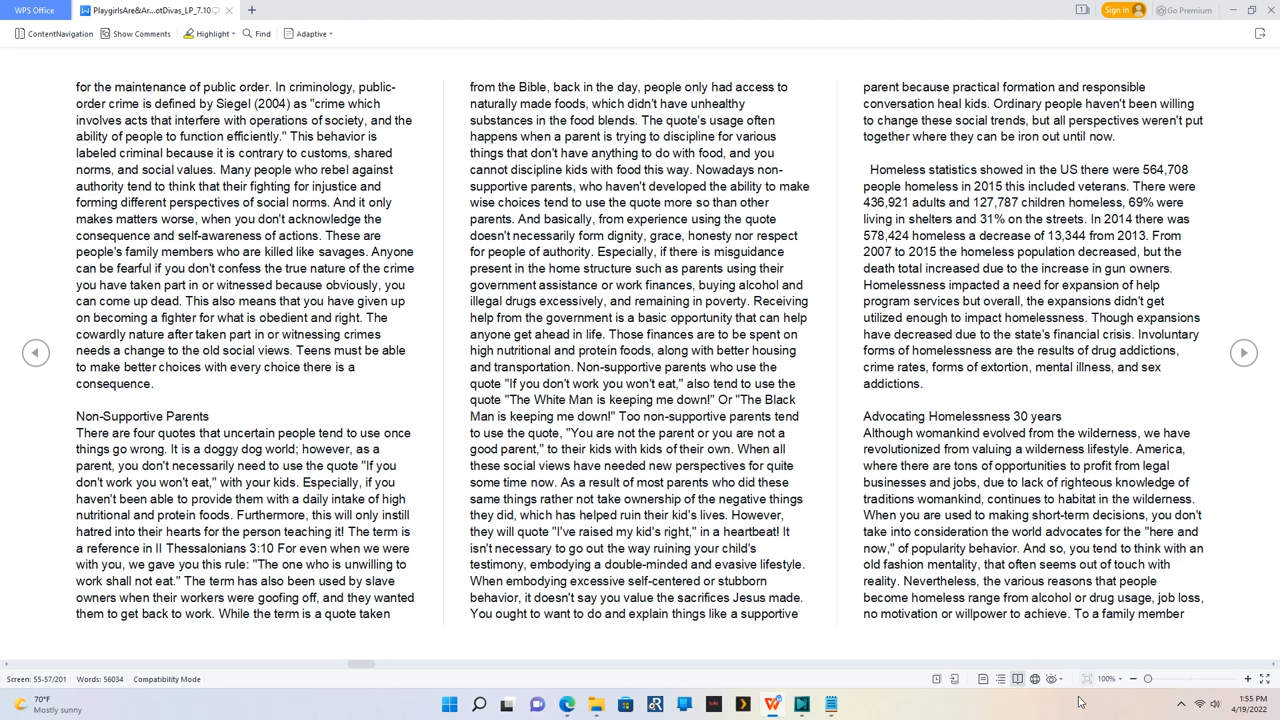 WPS Office
PlaygirlsAre&Ar...otDivas_LP_7.10
1
Sign in
Go Premium
ContentNavigation
Show Comments
Highlight
Find
Adaptive
for the maintenance of public order. In criminology, public-
order crime is defined by Siegel (2004) as "crime which
involves acts that interfere with operations of society, and the
ability of people to function efficiently." This behavior is
labeled criminal because it is contrary to customs, shared
norms, and social values. Many people who rebel against
authority tend to think that their fighting for injustice and
forming different perspectives of social norms. And it only
makes matters worse, when you don't acknowledge the
consequence and self-awareness of actions. These are
people's family members who are killed like savages. Anyone
can be fearful if you don't confess the true nature of the crime
you have taken part in or witnessed because obviously, you
can come up dead. This also means that you have given up
on becoming a fighter for what is obedient and right. The
cowardly nature after taken part in or witnessing crimes
needs a change to the old social views. Teens must be able
to make better choices with every choice there is a
consequence.
Non-Supportive Parents
There are four quotes that uncertain people tend to use once
things go wrong. It is a doggy dog world; however, as a
parent, you don't necessarily need to use the quote "If you
don't work you won't eat," with your kids. Especially, if you
haven't been able to provide them with a daily intake of high
nutritional and protein foods. Furthermore, this will only instill
hatred into their hearts for the person teaching it! The term is
a reference in II Thessalonians 3:10 For even when we were
with you, we gave you this rule: "The one who is unwilling to
work shall not eat." The term has also been used by slave
owners when their workers were goofing off, and they wanted
them to get back to work. While the term is a quote taken
from the Bible, back in the day, people only had access to
naturally made foods, which didn't have unhealthy
substances in the food blends. The quote's usage often
happens when a parent is trying to discipline for various
things that don't have anything to do with food, and you
cannot discipline kids with food this way. Nowadays non-
supportive parents, who haven't developed the ability to make
wise choices tend to use the quote more so than other
parents. And basically, from experience using the quote
doesn't necessarily form dignity, grace, honesty nor respect
for people of authority. Especially, if there is misguidance
present in the home structure such as parents using their
government assistance or work finances, buying alcohol and
illegal drugs excessively, and remaining in poverty. Receiving
help from the government is a basic opportunity that can help
anyone get ahead in life. Those finances are to be spent on
high nutritional and protein foods, along with better housing
and transportation. Non-supportive parents who use the
quote "If you don't work you won't eat," also tend to use the
quote "The White Man is keeping me down!" Or "The Black
Man is keeping me down!" Too non-supportive parents tend
to use the quote, "You are not the parent or you are not a
good parent," to their kids with kids of their own. When all
these social views have needed new perspectives for quite
some time now. As a result of most parents who did these
same things rather not take ownership of the negative things
they did, which has helped ruin their kid's lives. However,
they will quote "I've raised my kid's right," in a heartbeat! It
isn't necessary to go out the way ruining your child's
testimony, embodying a double-minded and evasive lifestyle.
When embodying excessive self-centered or stubborn
behavior, it doesn't say you value the sacrifices Jesus made.
You ought to want to do and explain things like a supportive
parent because practical formation and responsible
conversation heal kids. Ordinary people haven't been willing
to change these social trends, but all perspectives weren't put
together where they can be iron out until now.
Homeless statistics showed in the US there were 564,708
people homeless in 2015 this included veterans. There were
436,921 adults and 127,787 children homeless, 69% were
living in shelters and 31% on the streets. In 2014 there was
578,424 homeless a decrease of 13,344 from 2013. From
2007 to 2015 the homeless population decreased, but the
death total increased due to the increase in gun owners.
Homelessness impacted a need for expansion of help
program services but overall, the expansions didn't get
utilized enough to impact homelessness. Though expansions
have decreased due to the state's financial crisis. Involuntary
forms of homelessness are the results of drug addictions,
crime rates, forms of extortion, mental illness, and sex
addictions.
Advocating Homelessness 30 years
Although womankind evolved from the wilderness, we have
revolutionized from valuing a wilderness lifestyle. America,
where there are tons of opportunities to profit from legal
businesses and jobs, due to lack of righteous knowledge of
traditions womankind, continues to habitat in the wilderness.
When you are used to making short-term decisions, you don't
take into consideration the world advocates for the "here and
now," of popularity behavior. And so, you tend to think with an
old fashion mentality, that often seems out of touch with
reality. Nevertheless, the various reasons that people
become homeless range from alcohol or drug usage, job loss,
no motivation or willpower to achieve. To a family member
Screen: 55-57/201
Words: 56034
Compatibility Mode
100%
70°F
Mostly sunny
1:55 PM
4/19/2022